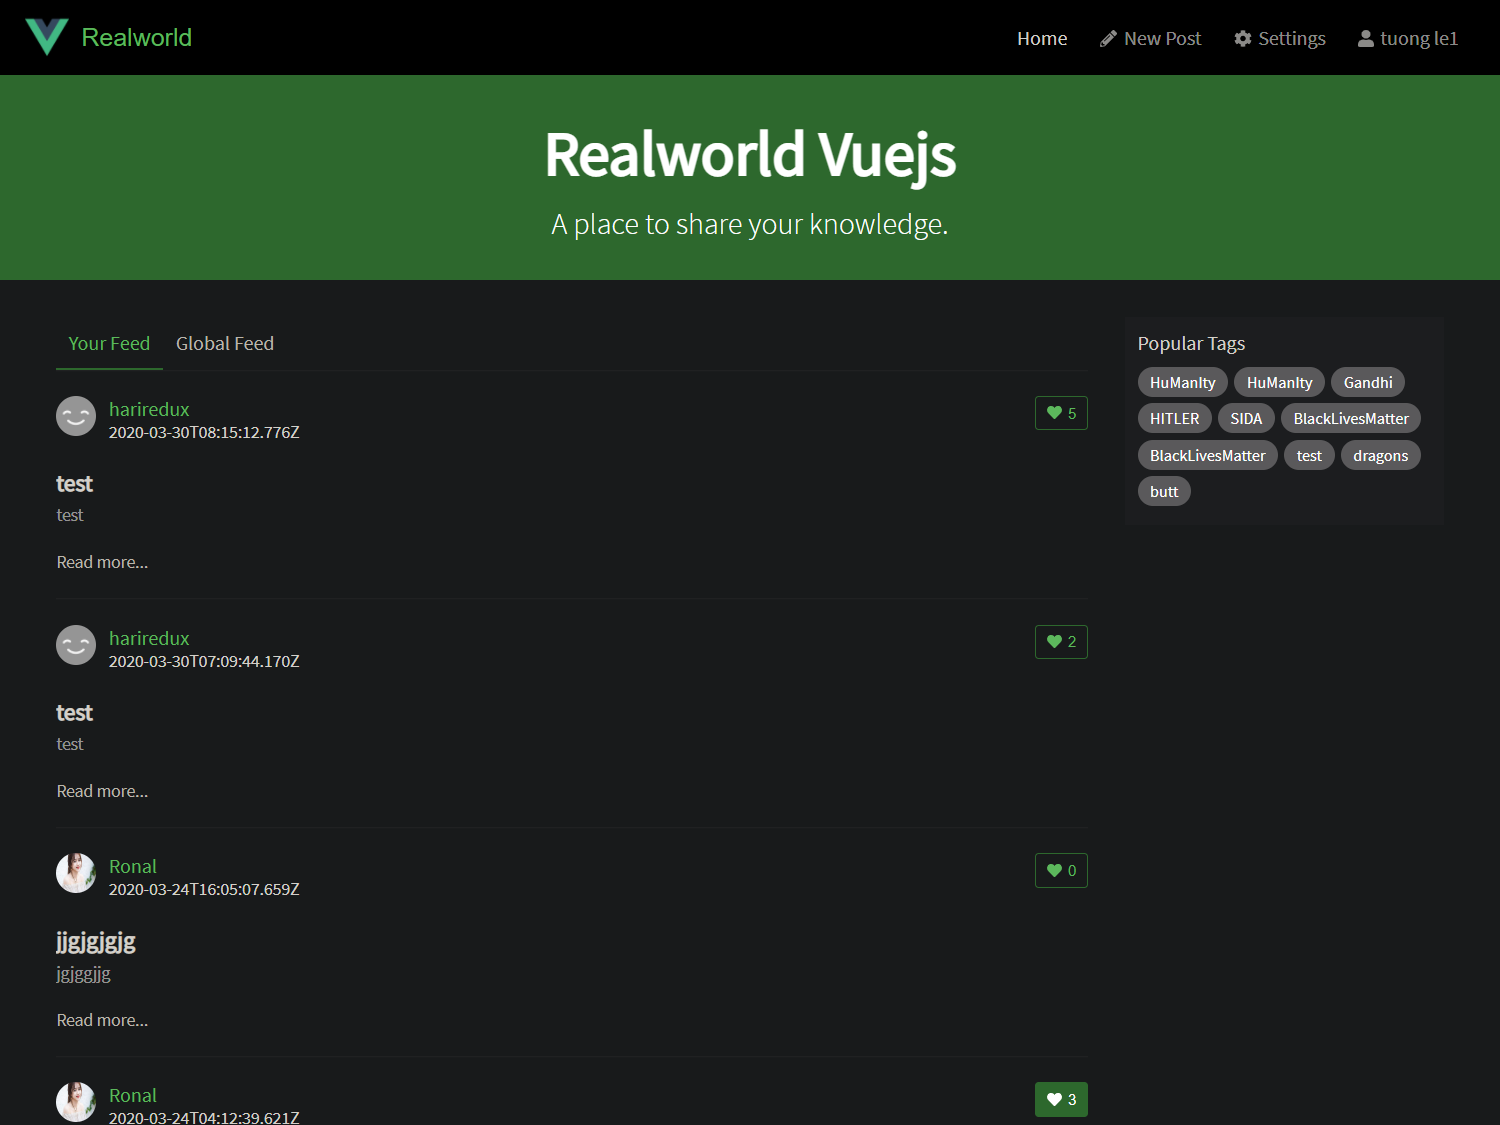 Realworld
Home New Post Settings tuong le1
Realworld Vuejs
A place to share your knowledge.
Your Feed Global Feed
hariredux
2020-03-30T08:15:12.776Z
5
test
test
Read more...
hariredux
2020-03-30T07:09:44.170Z
2
test
test
Read more...
Ronal
2020-03-24T16:05:07.659Z
0
jjgjgjgjg
jgjggjjg
Read more...
Ronal
2020-03-24T04:12:39.621Z
3
Popular Tags
HuManIty HuManIty Gandhi
HITLER SIDA BlackLivesMatter
BlackLivesMatter test dragons
butt